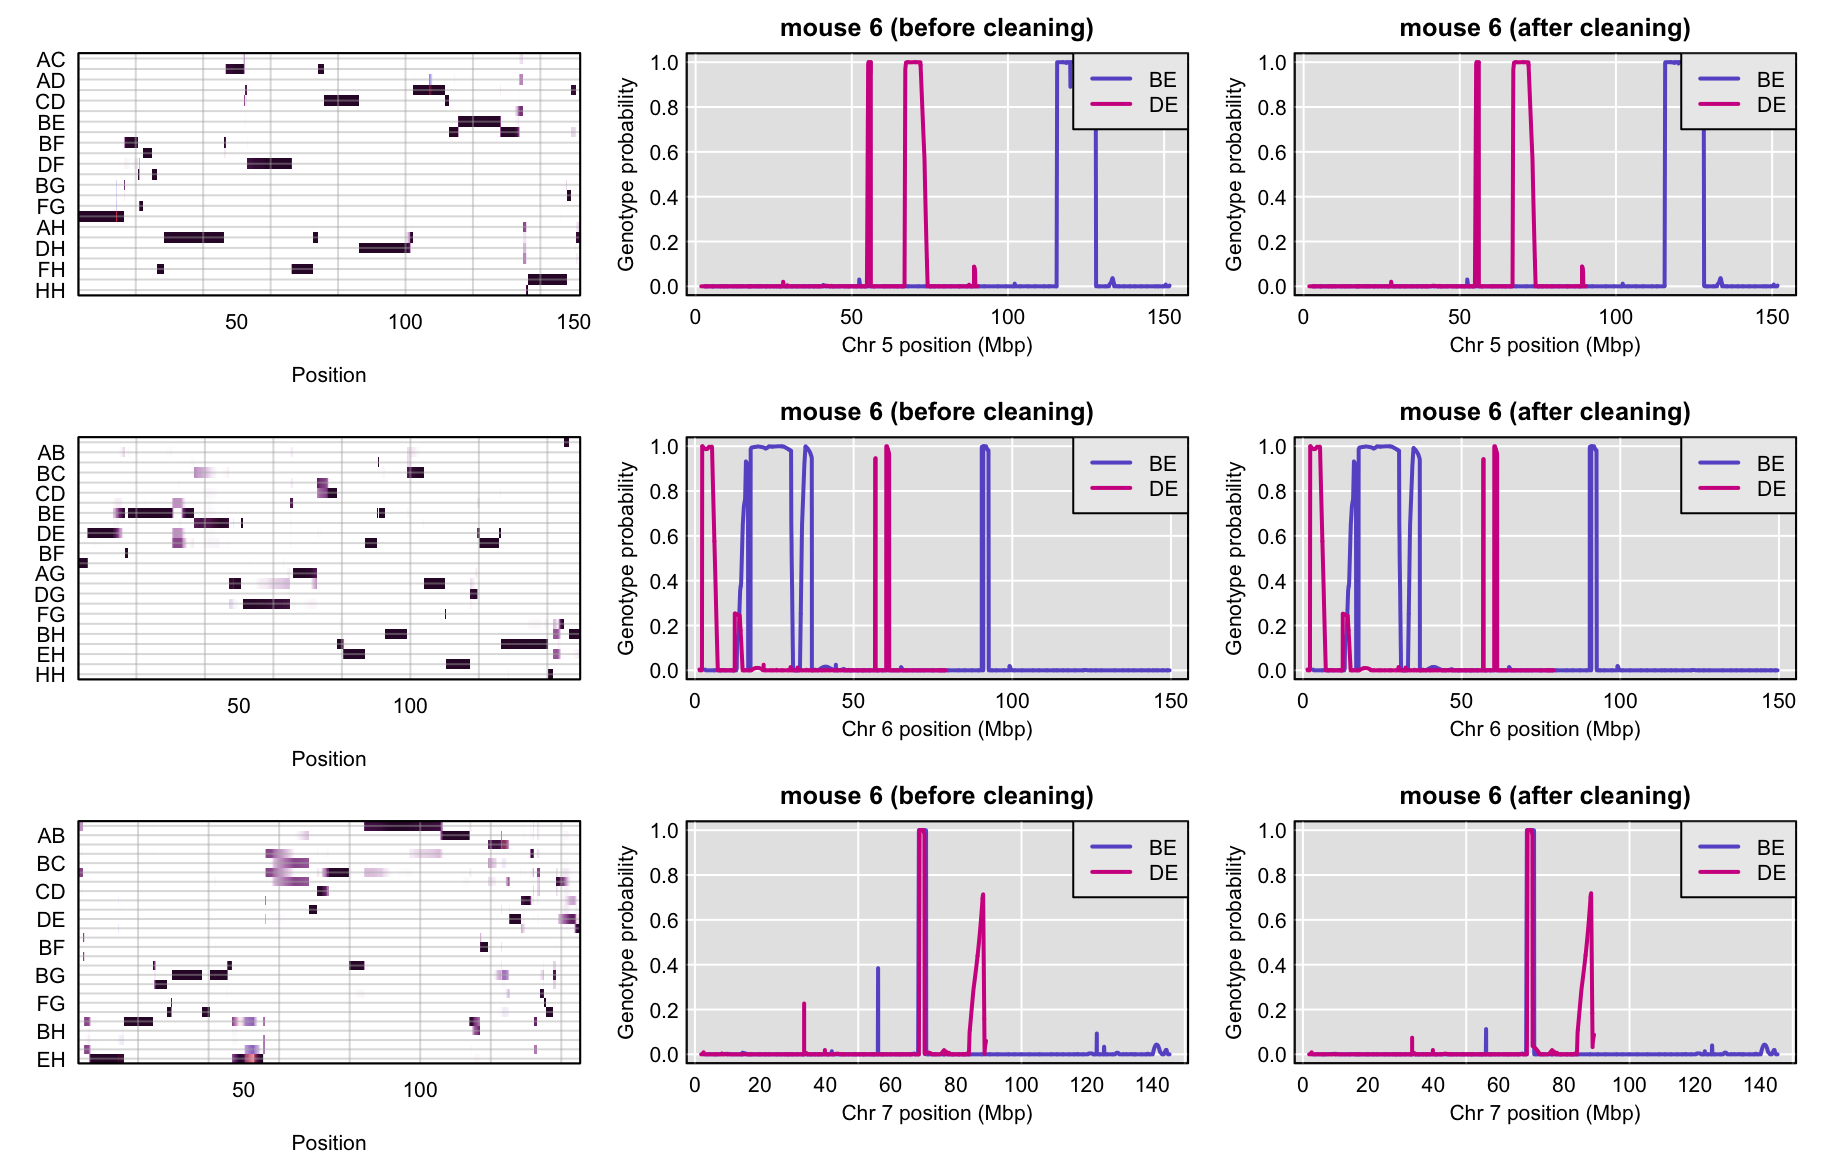 mouse 6 (before cleaning)
mouse 6 (after cleaning)
AC
AD
CD
BE
BF
DF
BG
FG
AH
DH
FH
HH
50
100
150
Position
Genotype probability
1.0
0.8
0.6
0.4
0.2
0.0
BE
DE
0
50
100
150
Chr 5 position (Mbp)
Genotype probability
1.0
0.8
0.6
0.4
0.2
0.0
BE
DE
0
50
100
150
Chr 5 position (Mbp)
mouse 6 (before cleaning)
mouse 6 (after cleaning)
AB
BC
CD
BE
DE
BF
AG
DG
FG
BH
EH
HH
50
100
Position
Genotype probability
1.0
0.8
0.6
0.4
0.2
0.0
BE
DE
0
50
100
150
Chr 6 position (Mbp)
Genotype probability
1.0
0.8
0.6
0.4
0.2
0.0
BE
DE
0
50
100
150
Chr 6 position (Mbp)
mouse 6 (before cleaning)
mouse 6 (after cleaning)
AB
BC
CD
DE
BF
BG
FG
BH
EH
50
100
Position
Genotype probability
1.0
0.8
0.6
0.4
0.2
0.0
BE
DE
0
20
40
60
80
100
120
140
Chr 7 position (Mbp)
Genotype probability
1.0
0.8
0.6
0.4
0.2
0.0
BE
DE
0
20
40
60
80
100
120
140
Chr 7 position (Mbp)